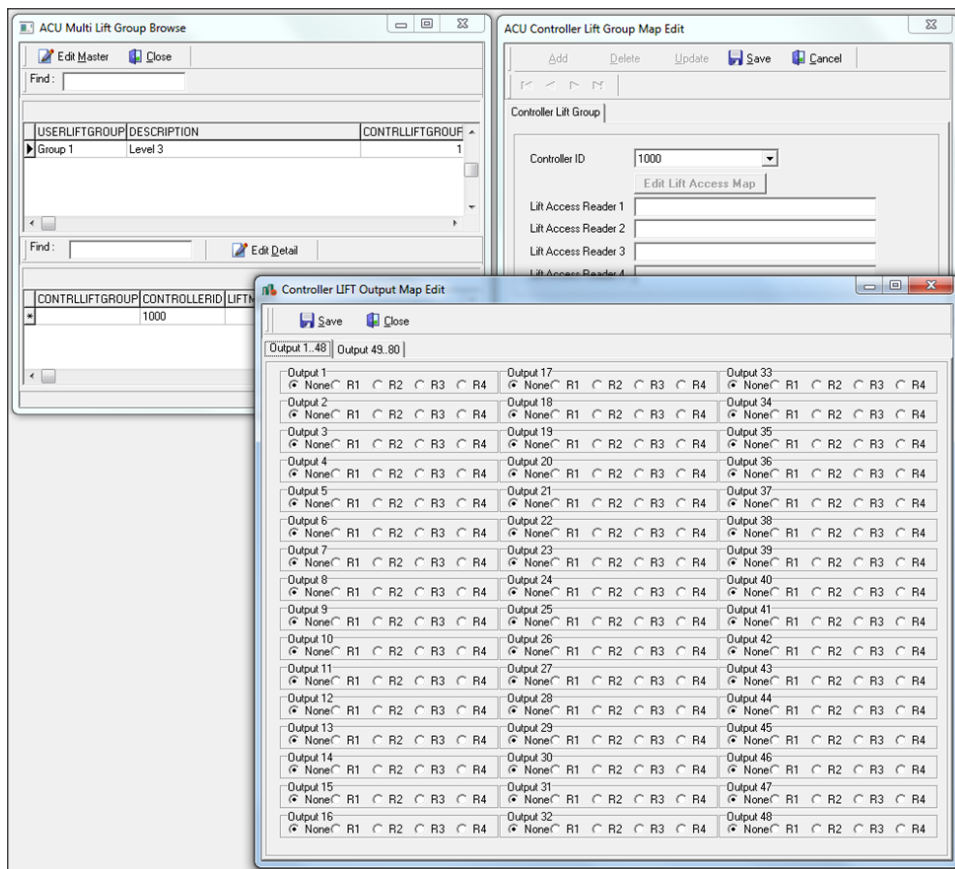 ACU Multi Lift Group Browse
Edit Master Close
Find :
USERLIFTGROUP DESCRIPTION CONTRLLIFTGROUP
Group 1 Level 3 1
Find : Edit Detail
CONTRLLIFTGROUP CONTROLLERID
* 1000
ACU Controller Lift Group Map Edit
Add Delete Update Save Cancel
Controller Lift Group
Controller ID 1000
Edit Lift Access Map
Lift Access Reader 1
Lift Access Reader 2
Lift Access Reader 3
Lift Access Reader 4
Controller LIFT Output Map Edit
Save Close
Output 1..48 Output 49..80
Output 1 Output 17 Output 33
None R1 R2 R3 R4 None R1 R2 R3 R4 None R1 R2 R3 R4
Output 2 Output 18 Output 34
None R1 R2 R3 R4 None R1 R2 R3 R4 None R1 R2 R3 R4
Output 3 Output 19 Output 35
None R1 R2 R3 R4 None R1 R2 R3 R4 None R1 R2 R3 R4
Output 4 Output 20 Output 36
None R1 R2 R3 R4 None R1 R2 R3 R4 None R1 R2 R3 R4
Output 5 Output 21 Output 37
None R1 R2 R3 R4 None R1 R2 R3 R4 None R1 R2 R3 R4
Output 6 Output 22 Output 38
None R1 R2 R3 R4 None R1 R2 R3 R4 None R1 R2 R3 R4
Output 7 Output 23 Output 39
None R1 R2 R3 R4 None R1 R2 R3 R4 None R1 R2 R3 R4
Output 8 Output 24 Output 40
None R1 R2 R3 R4 None R1 R2 R3 R4 None R1 R2 R3 R4
Output 9 Output 25 Output 41
None R1 R2 R3 R4 None R1 R2 R3 R4 None R1 R2 R3 R4
Output 10 Output 26 Output 42
None R1 R2 R3 R4 None R1 R2 R3 R4 None R1 R2 R3 R4
Output 11 Output 27 Output 43
None R1 R2 R3 R4 None R1 R2 R3 R4 None R1 R2 R3 R4
Output 12 Output 28 Output 44
None R1 R2 R3 R4 None R1 R2 R3 R4 None R1 R2 R3 R4
Output 13 Output 29 Output 45
None R1 R2 R3 R4 None R1 R2 R3 R4 None R1 R2 R3 R4
Output 14 Output 30 Output 46
None R1 R2 R3 R4 None R1 R2 R3 R4 None R1 R2 R3 R4
Output 15 Output 31 Output 47
None R1 R2 R3 R4 None R1 R2 R3 R4 None R1 R2 R3 R4
Output 16 Output 32 Output 48
None R1 R2 R3 R4 None R1 R2 R3 R4 None R1 R2 R3 R4